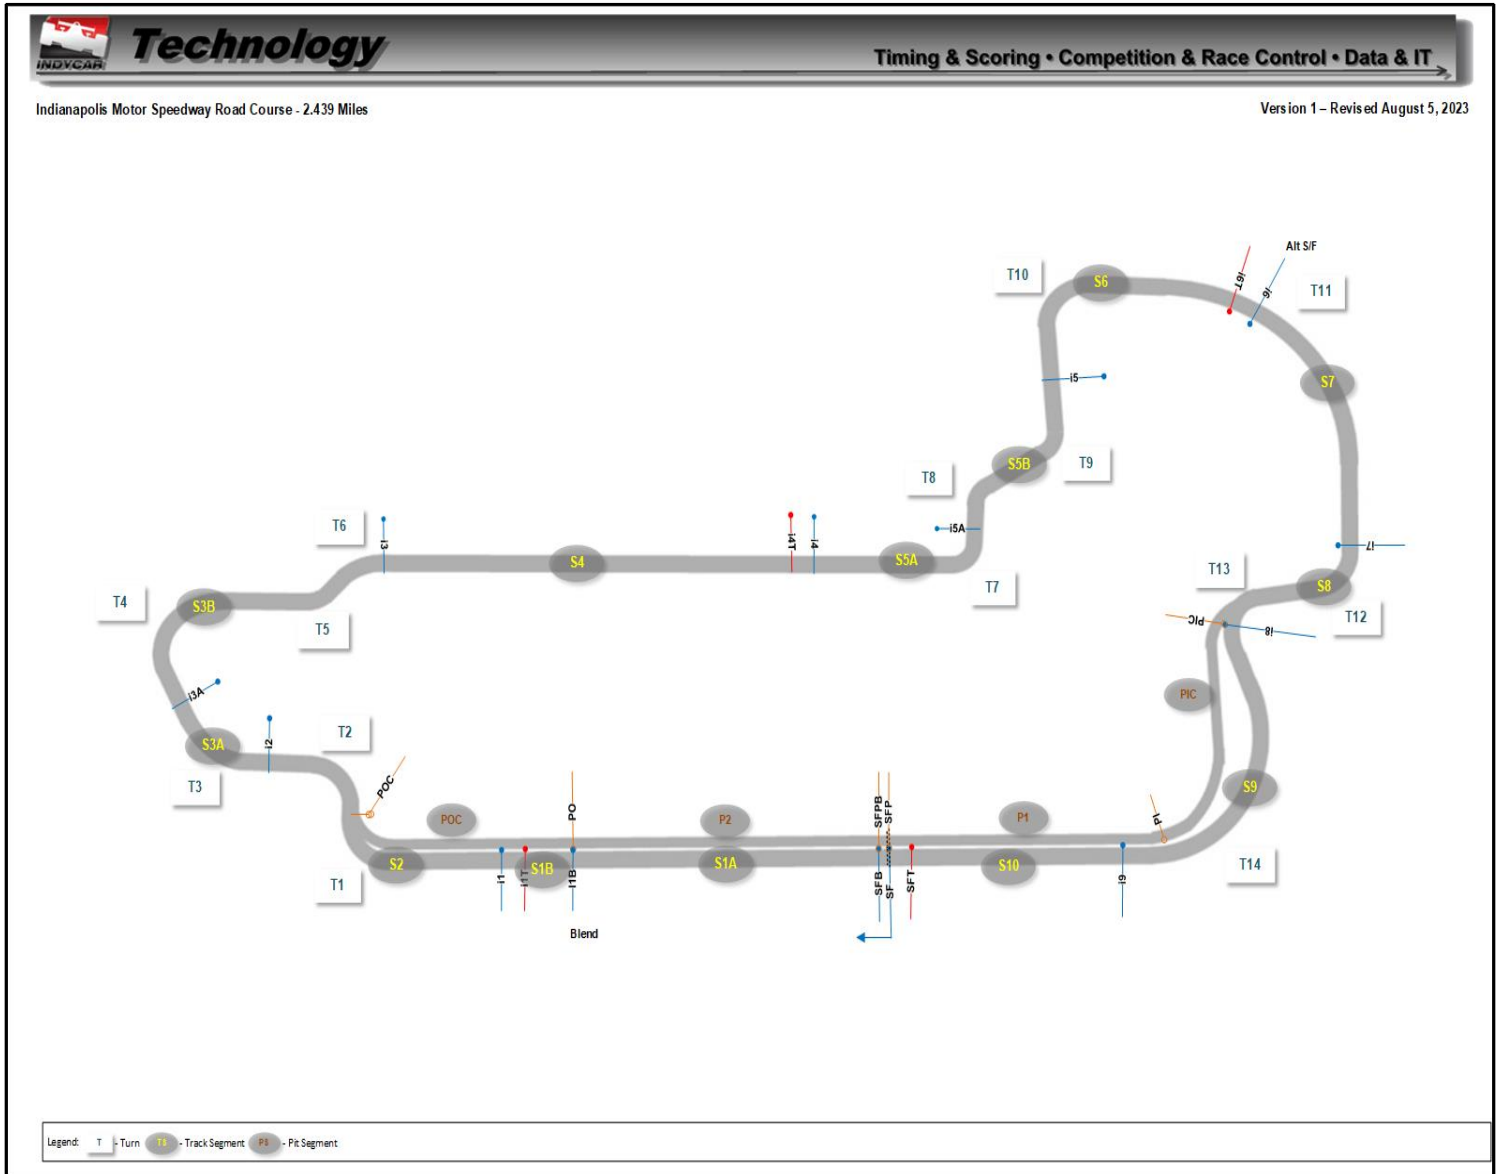 INDYCAR
Technology
Timing & Scoring • Competition & Race Control • Data & IT
Indianapolis Motor Speedway Road Course - 2.439 Miles
Version 1 – Revised August 5, 2023
Alt S/F
T10
S6
i6T
i6
T11
S7
i5
T8
S5B
T9
i5A
T6
i3
S4
i4T
i4
S5A
T7
i7
T13
S8
T12
PIC
i8
T4
S3B
T5
i3A
PIC
S3A
i2
T2
T3
POC
POC
PO
P2
SFPB
SFP
P1
PI
S9
S2
T1
i1
i1T
S1B
I1B
S1A
SFB
SF
SFT
S10
i9
T14
Blend
Legend: T - Turn TS - Track Segment PS - Pit Segment